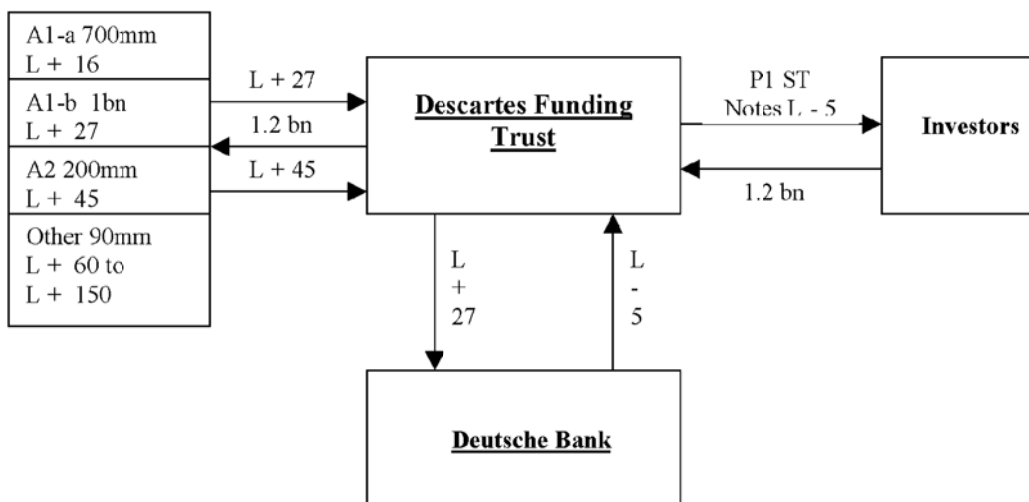 A1-a 700mm
L + 16
A1-b 1bn
L + 27
A2 200mm
L + 45
Other 90mm
L + 60 to
L + 150
L + 27
1.2 bn
L + 45
Descartes Funding
Trust
P1 ST
Notes L - 5
1.2 bn
Investors
L
+
27
L
-
5
Deutsche Bank